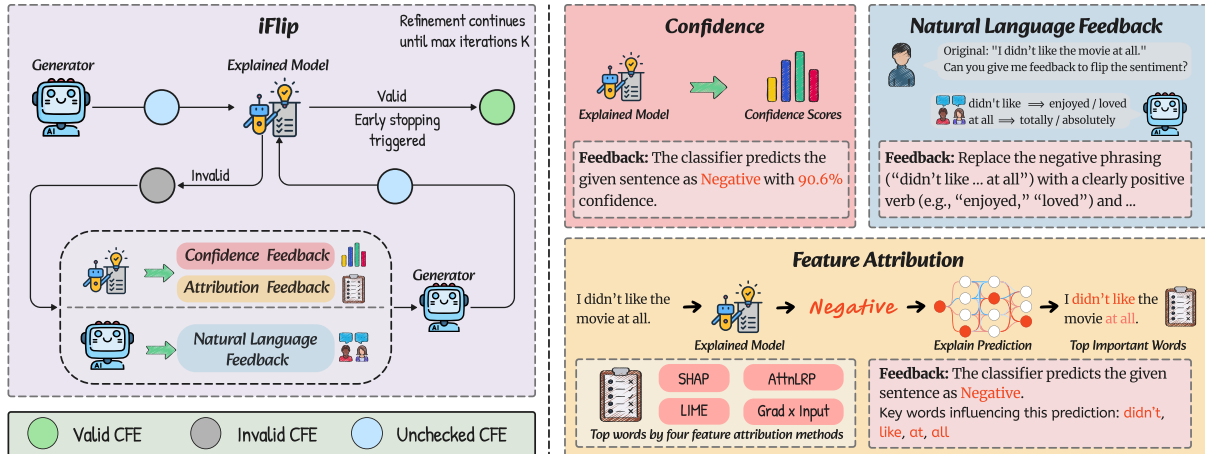 iFlip
Refinement continues
until max iterations K
Generator
Explained Model
AI
Valid
Early stopping
triggered
Invalid
Confidence Feedback
Attribution Feedback
Generator
Natural Language
Feedback
AI
AI
Valid CFE
Invalid CFE
Unchecked CFE
Confidence
Explained Model
Confidence Scores
Feedback: The classifier predicts the
given sentence as Negative with 90.6%
confidence.
Natural Language Feedback
Original: "I didn't like the movie at all."
Can you give me feedback to flip the sentiment?
didn't like ⟹ enjoyed / loved
at all ⟹ totally / absolutely
AI
Feedback: Replace the negative phrasing
(“didn’t like ... at all”) with a clearly positive
verb (e.g., “enjoyed,” “loved”) and ...
Feature Attribution
I didn’t like the
movie at all.
Explained Model
Negative
Explain Prediction
I didn’t like the
movie at all.
Top Important Words
SHAP
AttnLRP
LIME
Grad x Input
Top words by four feature attribution methods
Feedback: The classifier predicts the given
sentence as Negative.
Key words influencing this prediction: didn’t,
like, at, all